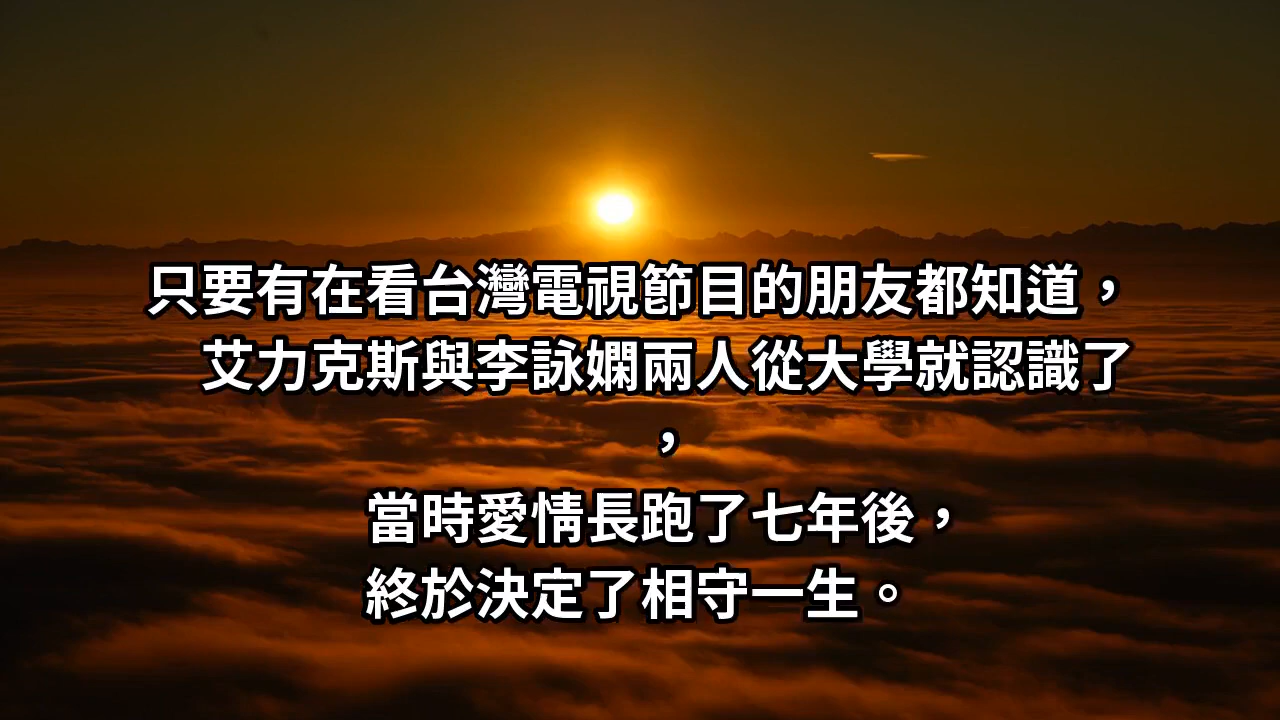 只要有在看台灣電視節目的朋友都知道，
艾力克斯與李詠嫻兩人從大學就認識了
，
當時愛情長跑了七年後，
終於決定了相守一生。